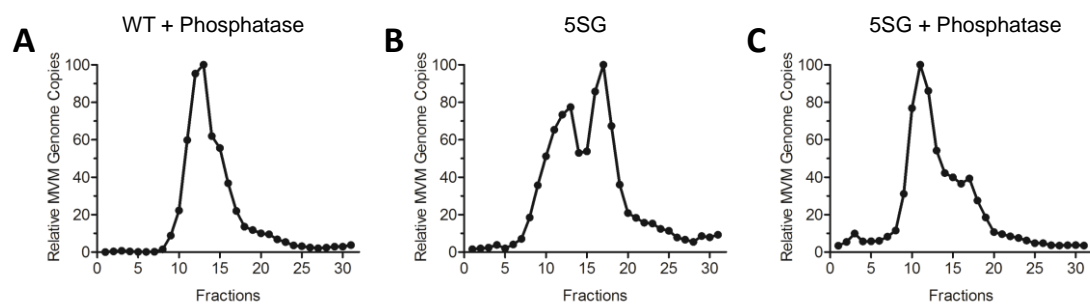 A
WT + Phosphatase
Relative MVM Genome Copies
100
80
60
40
20
0
0 5 10 15 20 25 30
Fractions
B
5SG
Relative MVM Genome Copies
100
80
60
40
20
0
0 5 10 15 20 25 30
Fractions
C
5SG + Phosphatase
Relative MVM Genome Copies
100
80
60
40
20
0
0 5 10 15 20 25 30
Fractions